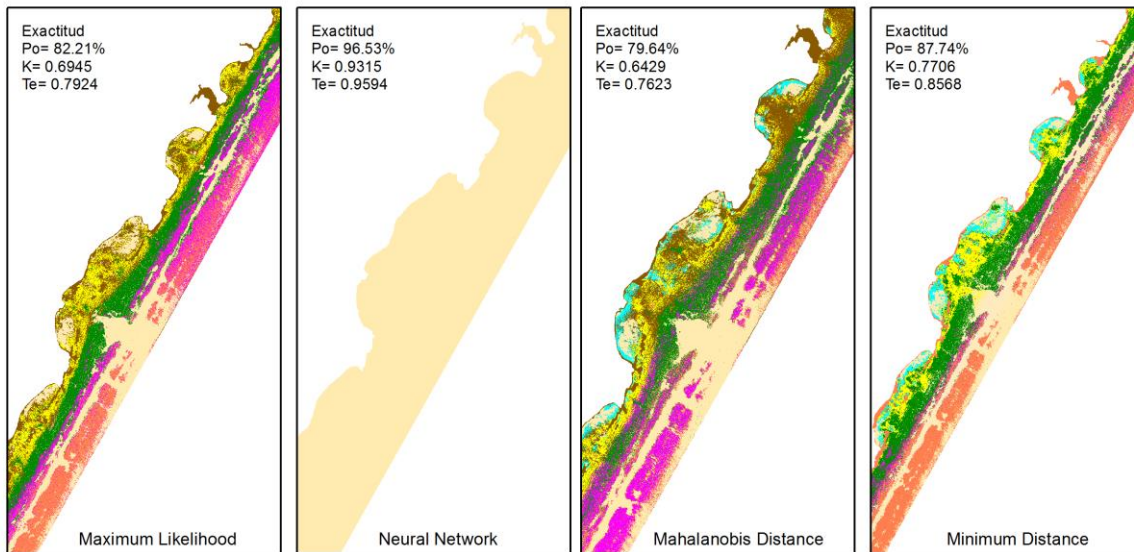 Exactitud
Po= 82.21%
K= 0.6945
Te= 0.7924
Maximum Likelihood
Exactitud
Po= 96.53%
K= 0.9315
Te= 0.9594
Neural Network
Exactitud
Po= 79.64%
K= 0.6429
Te= 0.7623
Mahalanobis Distance
Exactitud
Po= 87.74%
K= 0.7706
Te= 0.8568
Minimum Distance